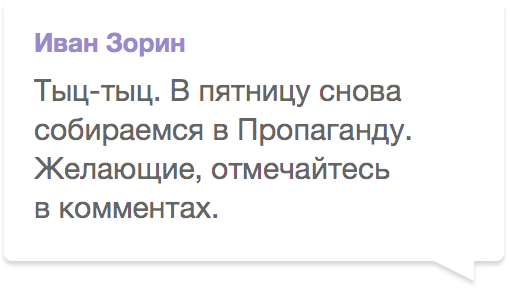 Иван Зорин
Тыц-тыц. В пятницу снова
собираемся в Пропаганду.
Желающие, отмечайтесь
в комментах.